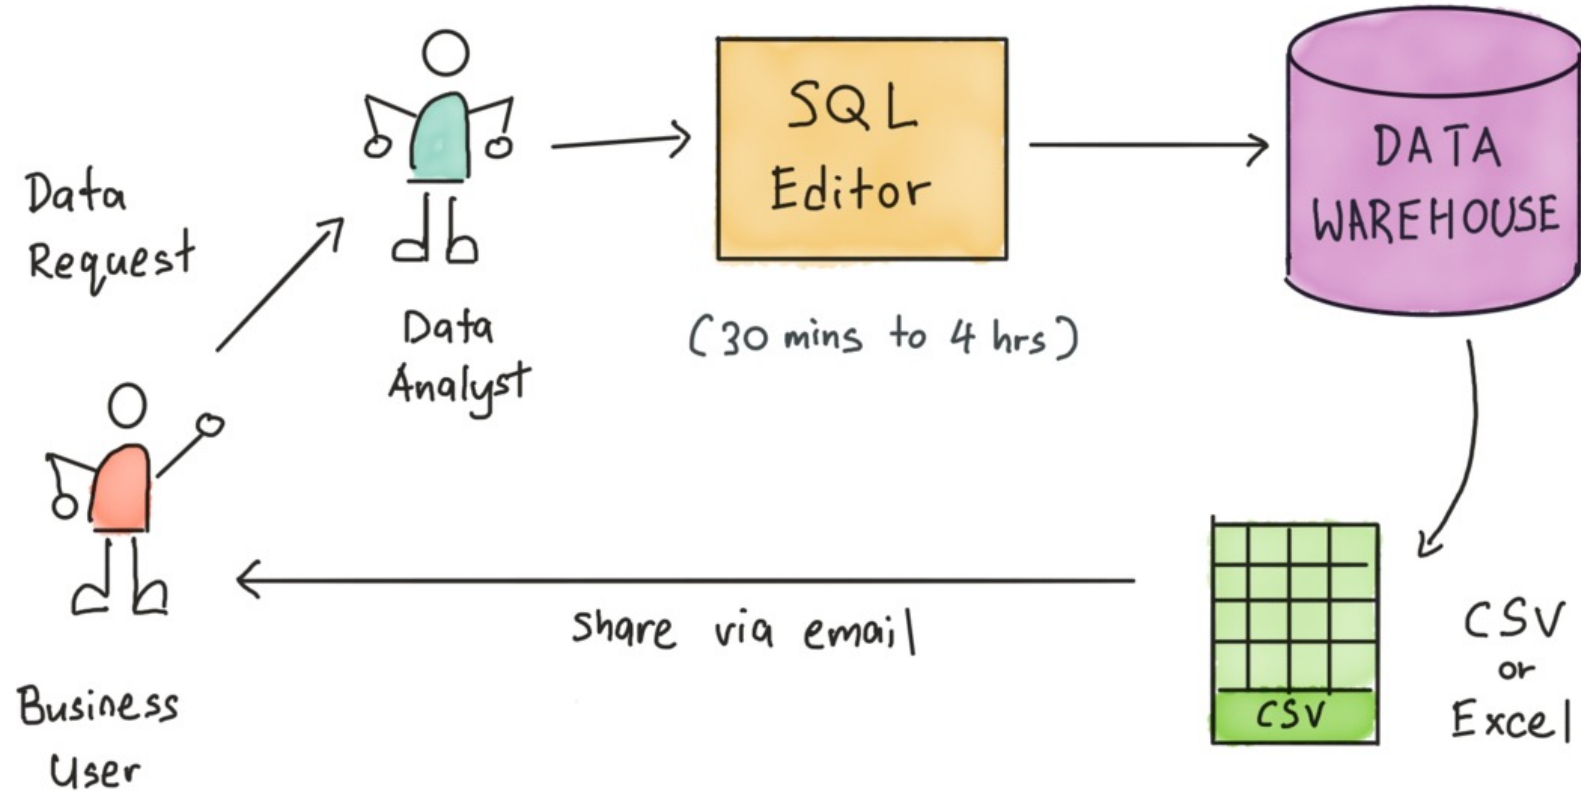 Data
Request
Data
Analyst
SQL
Editor
(30 mins to 4 hrs)
DATA
WAREHOUSE
CSV
CSV
or
Excel
share via email
Business
User